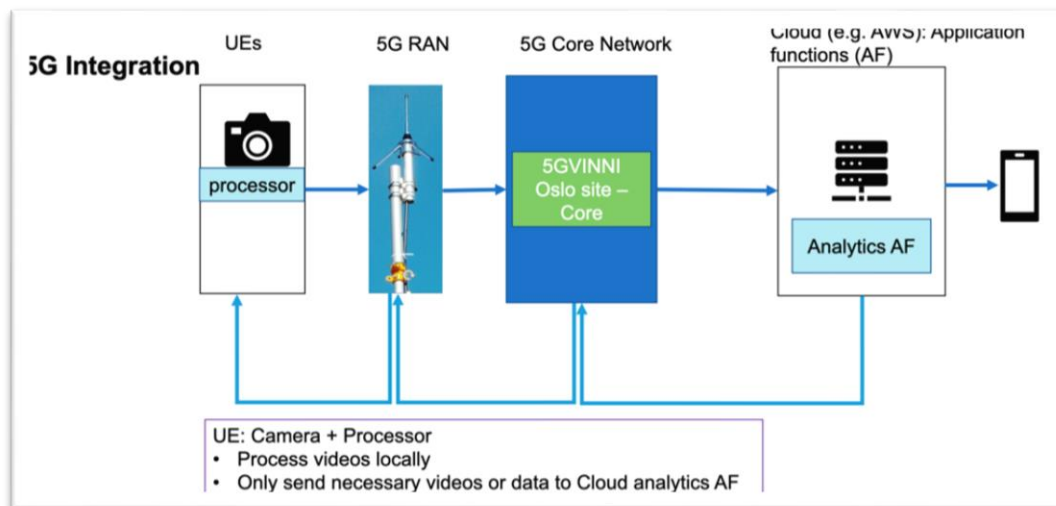 UEs
5G RAN
5G Core Network
Cloud (e.g. AWS): Application
functions (AF)
5G Integration
processor
5GVINNI
Oslo site –
Core
Analytics AF
UE: Camera + Processor
• Process videos locally
• Only send necessary videos or data to Cloud analytics AF